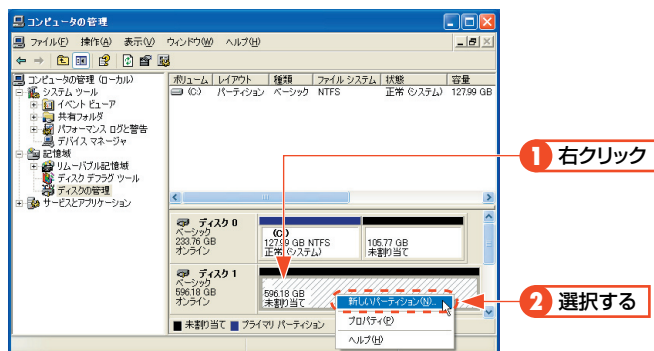 コンピュータの管理
ファイル(F) 操作(A) 表示(V) ウィンドウ(W) ヘルプ(H)
コンピュータの管理 (ローカル)
システム ツール
イベント ビューア
共有フォルダ
パフォーマンス ログと警告
デバイス マネージャ
記憶域
リムーバブル記憶域
ディスク デフラグ ツール
ディスクの管理
サービスとアプリケーション
ボリューム レイアウト 種類 ファイル システム 状態 容量
(C:) パーティション ベーシック NTFS 正常 (システム) 127.99 GB
1 右クリック
ディスク 0
ベーシック
233.76 GB
オンライン
(C:)
127.99 GB NTFS
正常 (システム)
105.77 GB
未割り当て
ディスク 1
ベーシック
596.18 GB
オンライン
596.18 GB
未割り当て
新しいパーティション(N)...
プロパティ(P)
ヘルプ(H)
2 選択する
未割り当て プライマリ パーティション